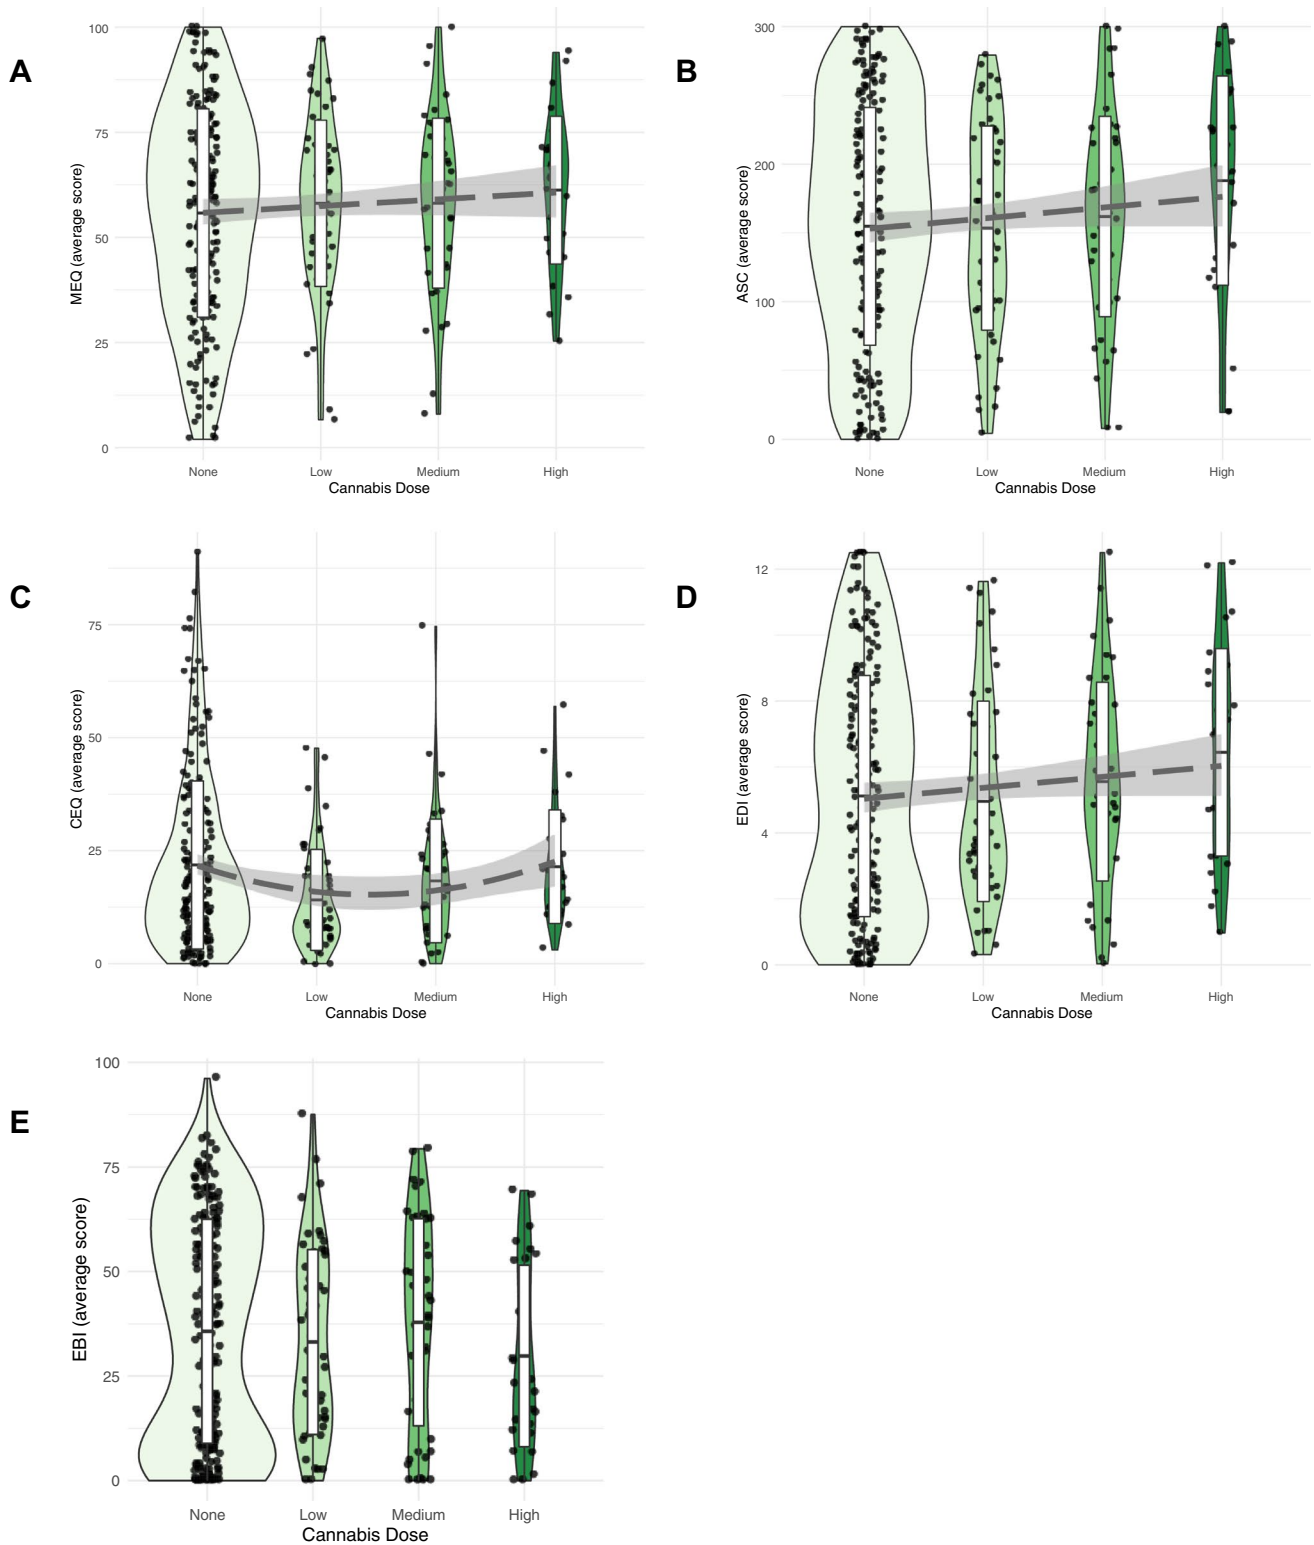 A
MEQ (average score)
100
75
50
25
0
None Low Medium High
Cannabis Dose
B
ASC (average score)
300
200
100
0
None Low Medium High
Cannabis Dose
C
CEQ (average score)
75
50
25
0
None Low Medium High
Cannabis Dose
D
EDI (average score)
12
8
4
0
None Low Medium High
Cannabis Dose
E
EBI (average score)
100
75
50
25
0
None Low Medium High
Cannabis Dose